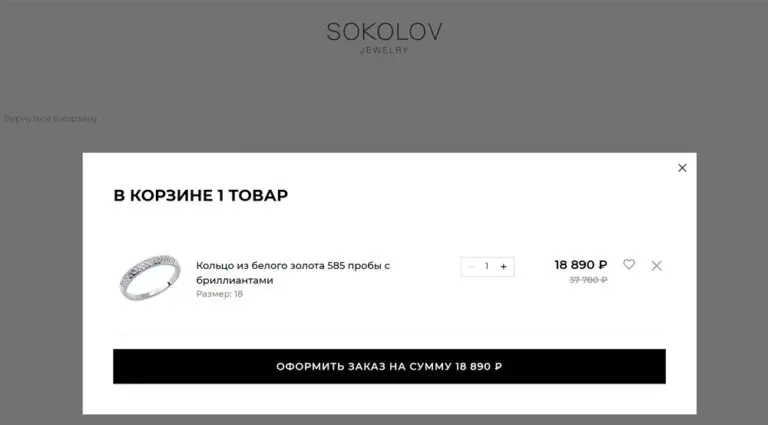 SOKOLOV
JEWELRY
Вернуться в корзину
В КОРЗИНЕ 1 ТОВАР
Кольцо из белого золота 585 пробы с
бриллиантами
Размер: 18
− 1 +
18 890 ₽
37 780 ₽
ОФОРМИТЬ ЗАКАЗ НА СУММУ 18 890 ₽